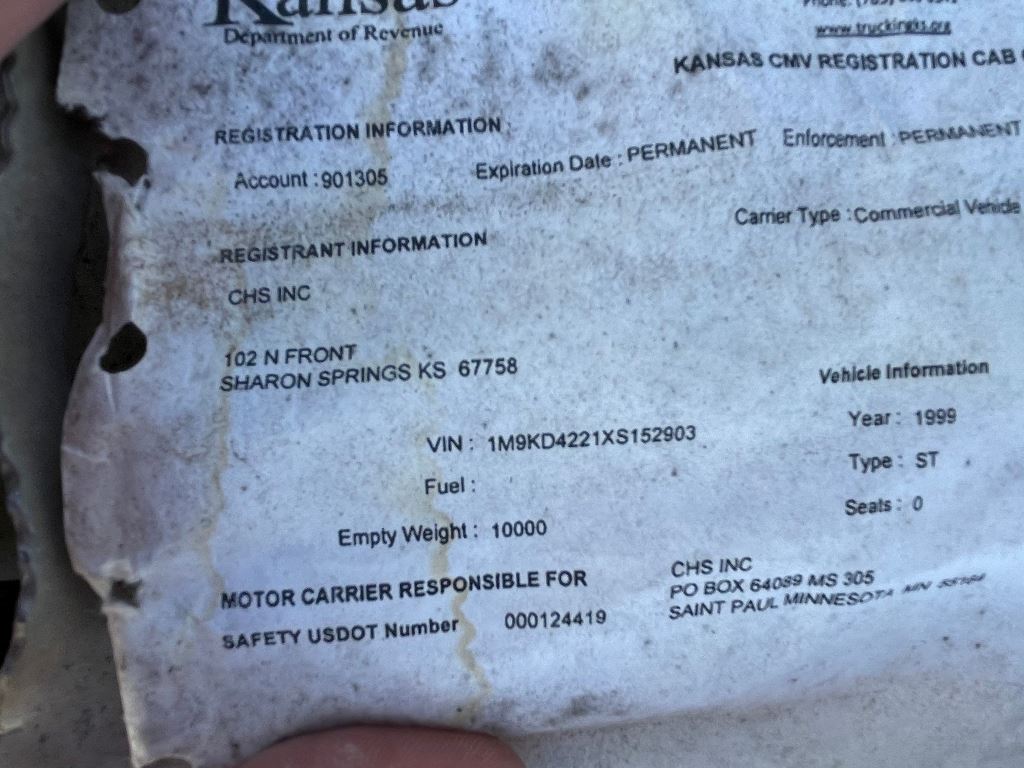 Kansas
Department of Revenue
www.truckingks.org
KANSAS CMV REGISTRATION CAB
REGISTRATION INFORMATION
Account : 901305 Expiration Date : PERMANENT Enforcement : PERMANENT
Carrier Type : Commercial Vehicle
REGISTRANT INFORMATION
CHS INC
102 N FRONT
SHARON SPRINGS KS 67758
Vehicle Information
VIN : 1M9KD4221XS152903 Year : 1999
Fuel : Type : ST
Empty Weight : 10000 Seats : 0
MOTOR CARRIER RESPONSIBLE FOR
SAFETY USDOT Number 000124419
CHS INC
PO BOX 64089 MS 305
SAINT PAUL MINNESOTA MN